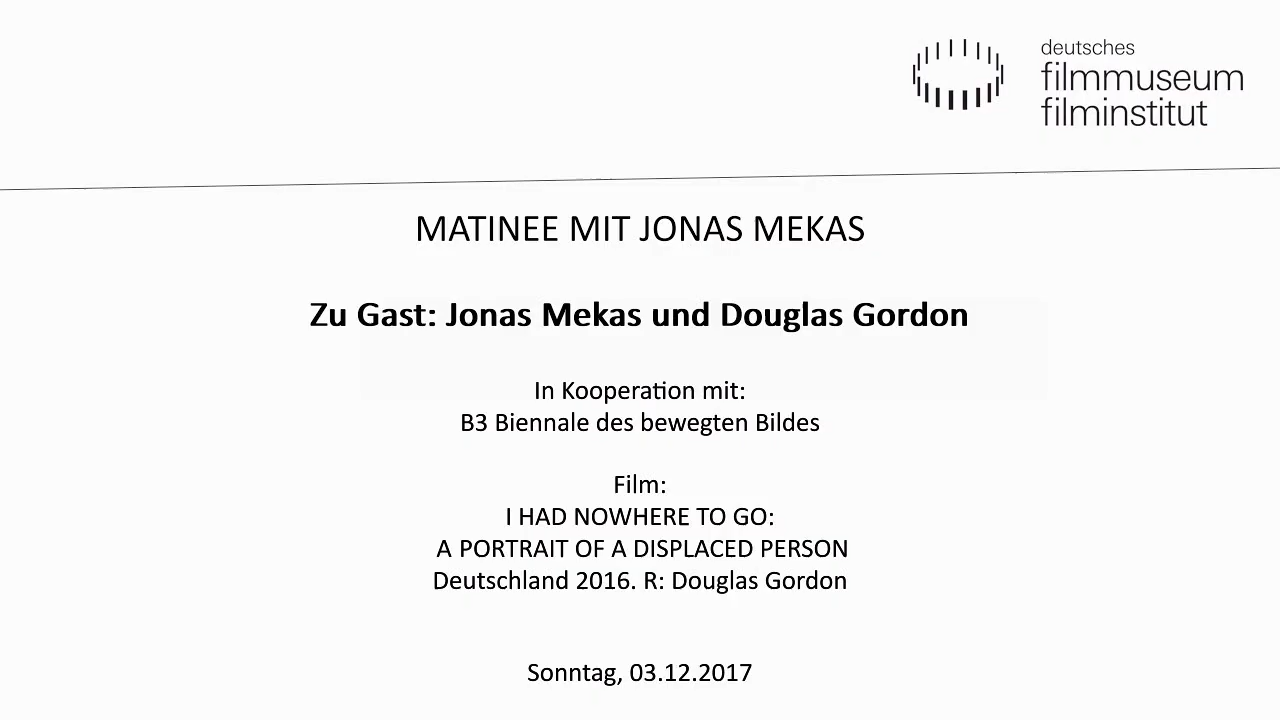 deutsches
filmmuseum
filminstitut
MATINEE MIT JONAS MEKAS
Zu Gast: Jonas Mekas und Douglas Gordon
In Kooperation mit:
B3 Biennale des bewegten Bildes
Film:
I HAD NOWHERE TO GO:
A PORTRAIT OF A DISPLACED PERSON
Deutschland 2016. R: Douglas Gordon
Sonntag, 03.12.2017